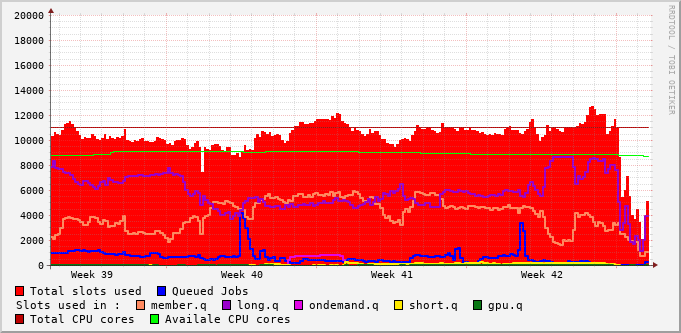 20000
18000
16000
14000
12000
10000
8000
6000
4000
2000
0
Week 39 Week 40 Week 41 Week 42
Total slots used Queued Jobs
Slots used in : member.q long.q ondemand.q short.q gpu.q
Total CPU cores Availale CPU cores
RRDTOOL / TOBI OETIKER